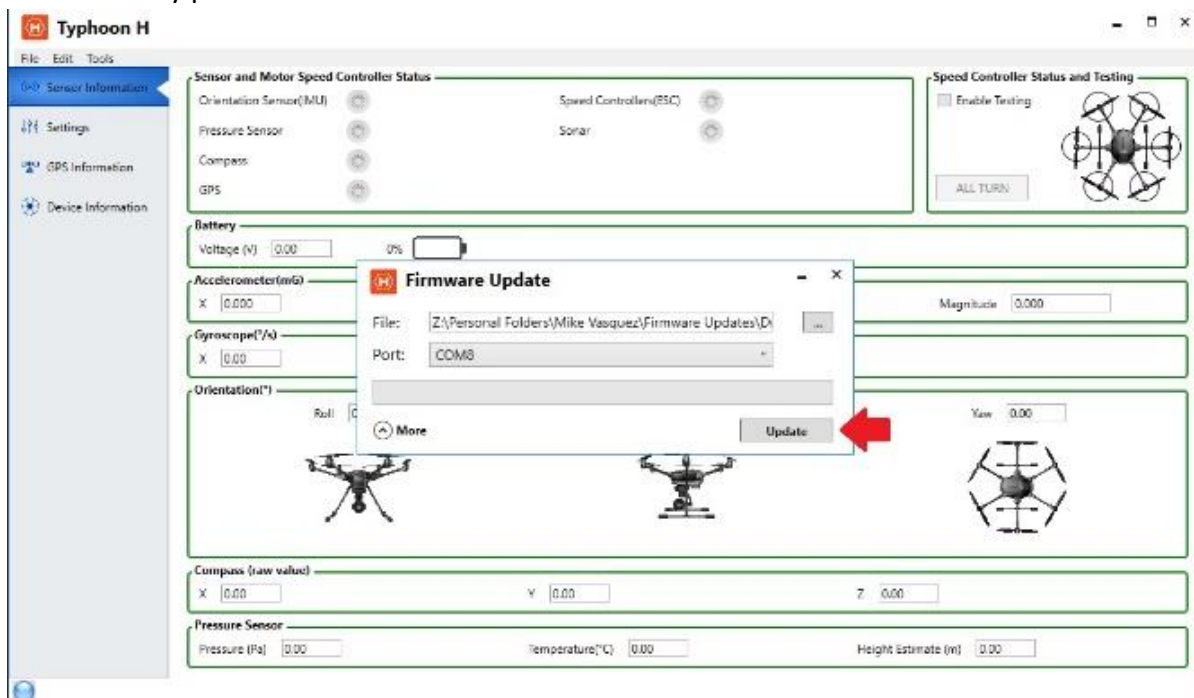 Typhoon H
File Edit Tools
Sensor Information
Settings
GPS Information
Device Information
Sensor and Motor Speed Controller Status
Orientation Sensor(IMU) Speed Controllers(ESC)
Pressure Sensor Sonar
Compass
GPS
Speed Controller Status and Testing
Enable Testing
ALL TURN
Battery
Voltage (V) 0.00 0%
Accelerometer(mG)
X 0.000 Magnitude 0.000
Gyroscope(°/s)
X 0.00
Orientation(°)
Roll Yaw 0.00
Firmware Update
File: Z:\Personal Folders\Mike Vasquez\Firmware Updates\D ...
Port: COM8
More Update
Compass (raw value)
X 0.00 Y 0.00 Z 0.00
Pressure Sensor
Pressure (Pa) 0.00 Temperature(°C) 0.00 Height Estimate (m) 0.00